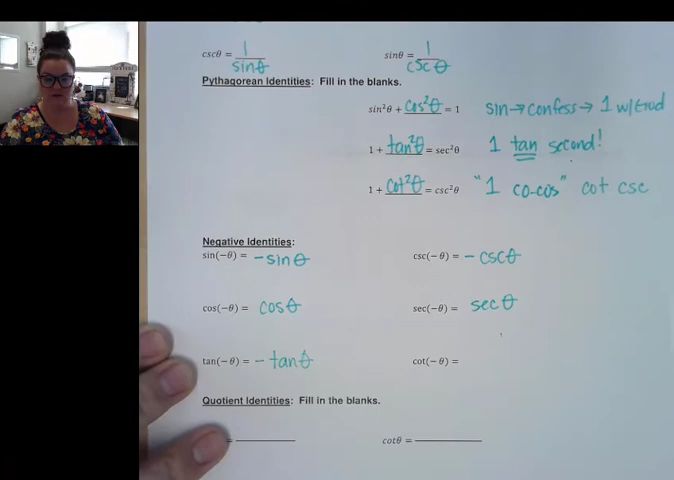 cscθ = 1/sinθ sinθ = 1/cscθ
Pythagorean Identities: Fill in the blanks.
sin²θ + cos²θ = 1 sin → confess → 1 w/
1 + tan²θ = sec²θ 1 tan second!
1 + cot²θ = csc²θ "1 co-cos" cot csc
Negative Identities:
sin(−θ) = −sinθ csc(−θ) = −cscθ
cos(−θ) = cosθ sec(−θ) = secθ
tan(−θ) = −tanθ cot(−θ) =
Quotient Identities: Fill in the blanks.
= ________ cotθ = ________